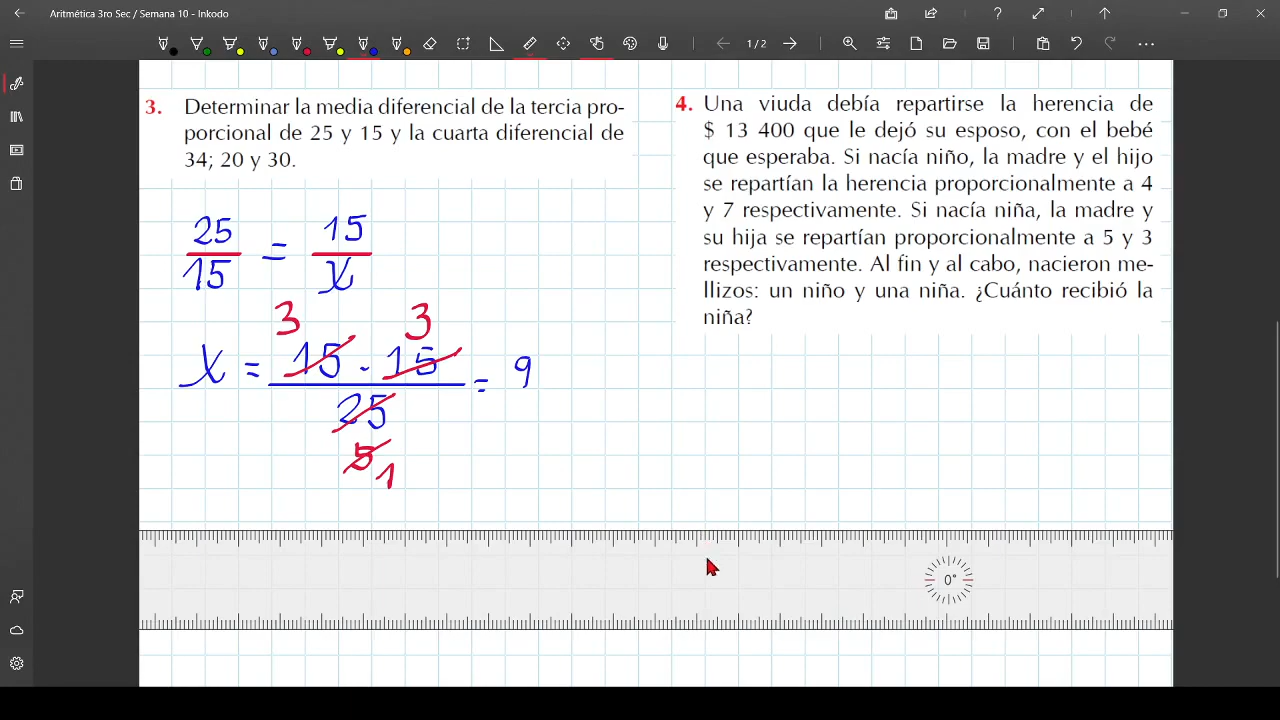 Aritmética 3ro Sec / Semana 10 - Inkodo
1/2
3. Determinar la media diferencial de la tercia pro-
porcional de 25 y 15 y la cuarta diferencial de
34; 20 y 30.
25 / 15 = 15 / x
3 3
x = 15 · 15 / 25 = 9
5 1
4. Una viuda debía repartirse la herencia de
$ 13 400 que le dejó su esposo, con el bebé
que esperaba. Si nacía niño, la madre y el hijo
se repartían la herencia proporcionalmente a 4
y 7 respectivamente. Si nacía niña, la madre y
su hija se repartían proporcionalmente a 5 y 3
respectivamente. Al fin y al cabo, nacieron me-
llizos: un niño y una niña. ¿Cuánto recibió la
niña?
0°